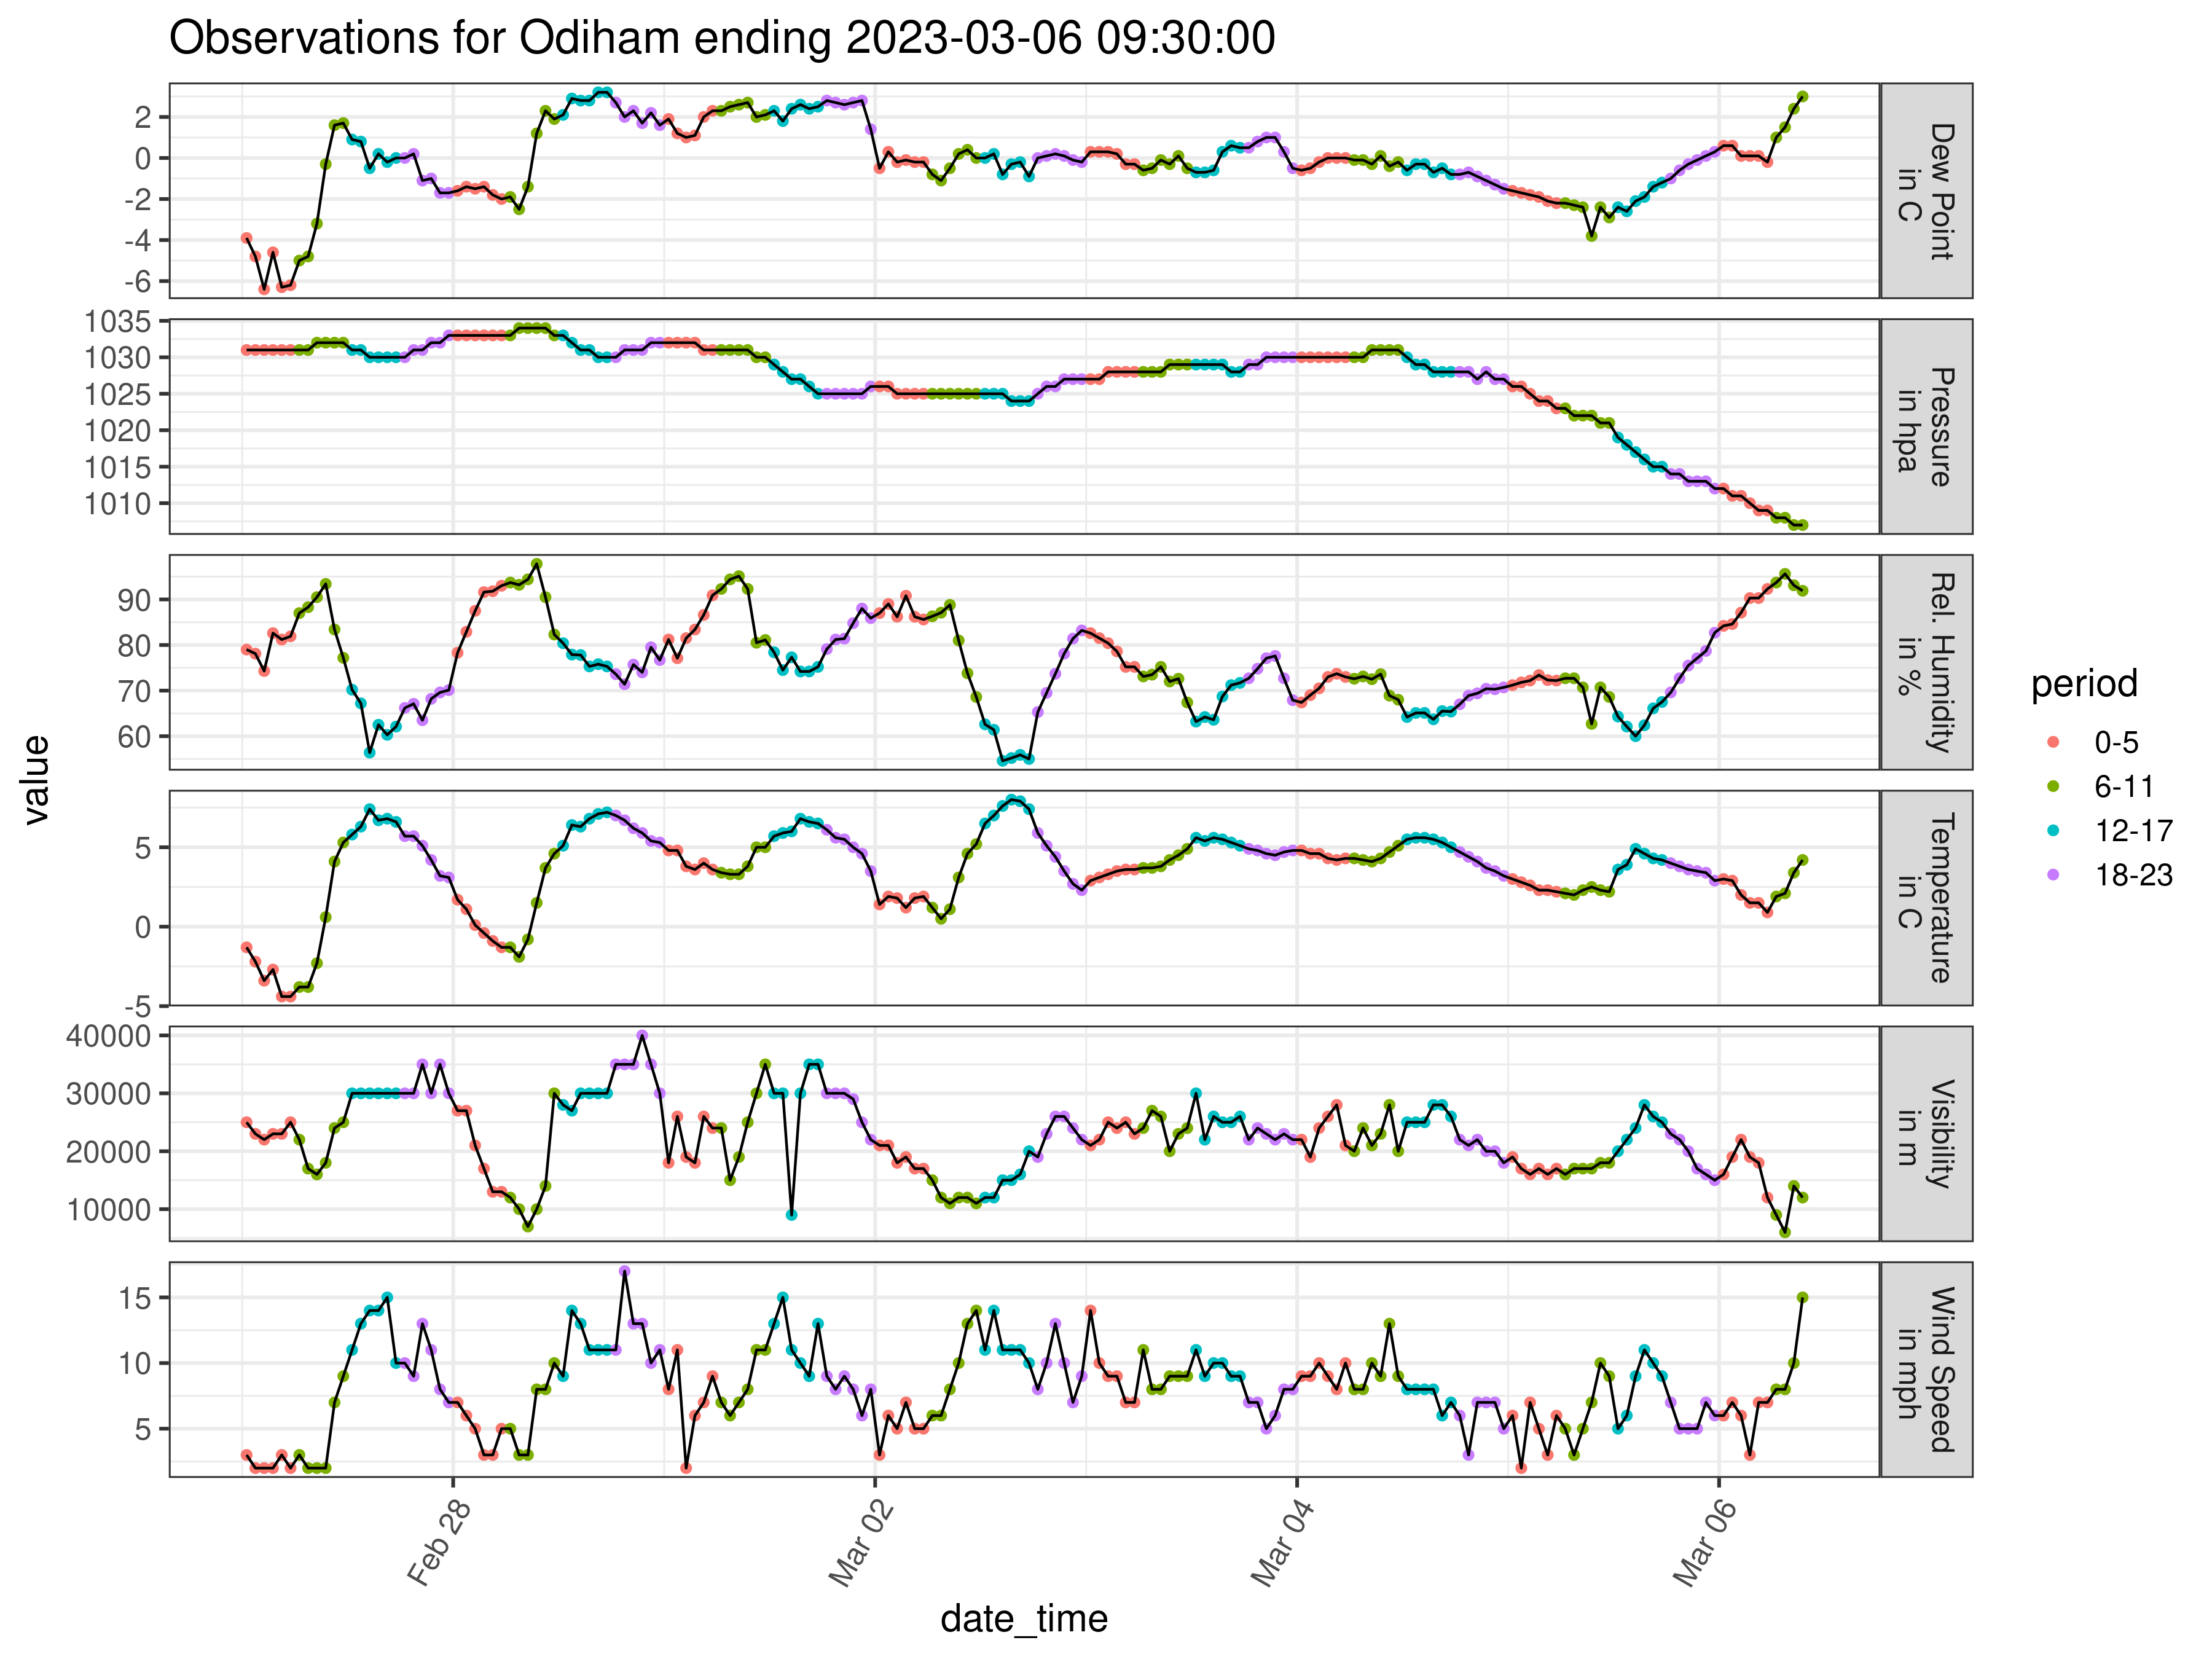 Observations for Odiham ending 2023-03-06 09:30:00
value
2
0
-2
-4
-6
Dew Point
in C
1035
1030
1025
1020
1015
1010
Pressure
in hpa
90
80
70
60
Rel. Humidity
in %
5
0
-5
Temperature
in C
40000
30000
20000
10000
Visibility
in m
15
10
5
Wind Speed
in mph
Feb 28
Mar 02
Mar 04
Mar 06
date_time
period
0-5
6-11
12-17
18-23